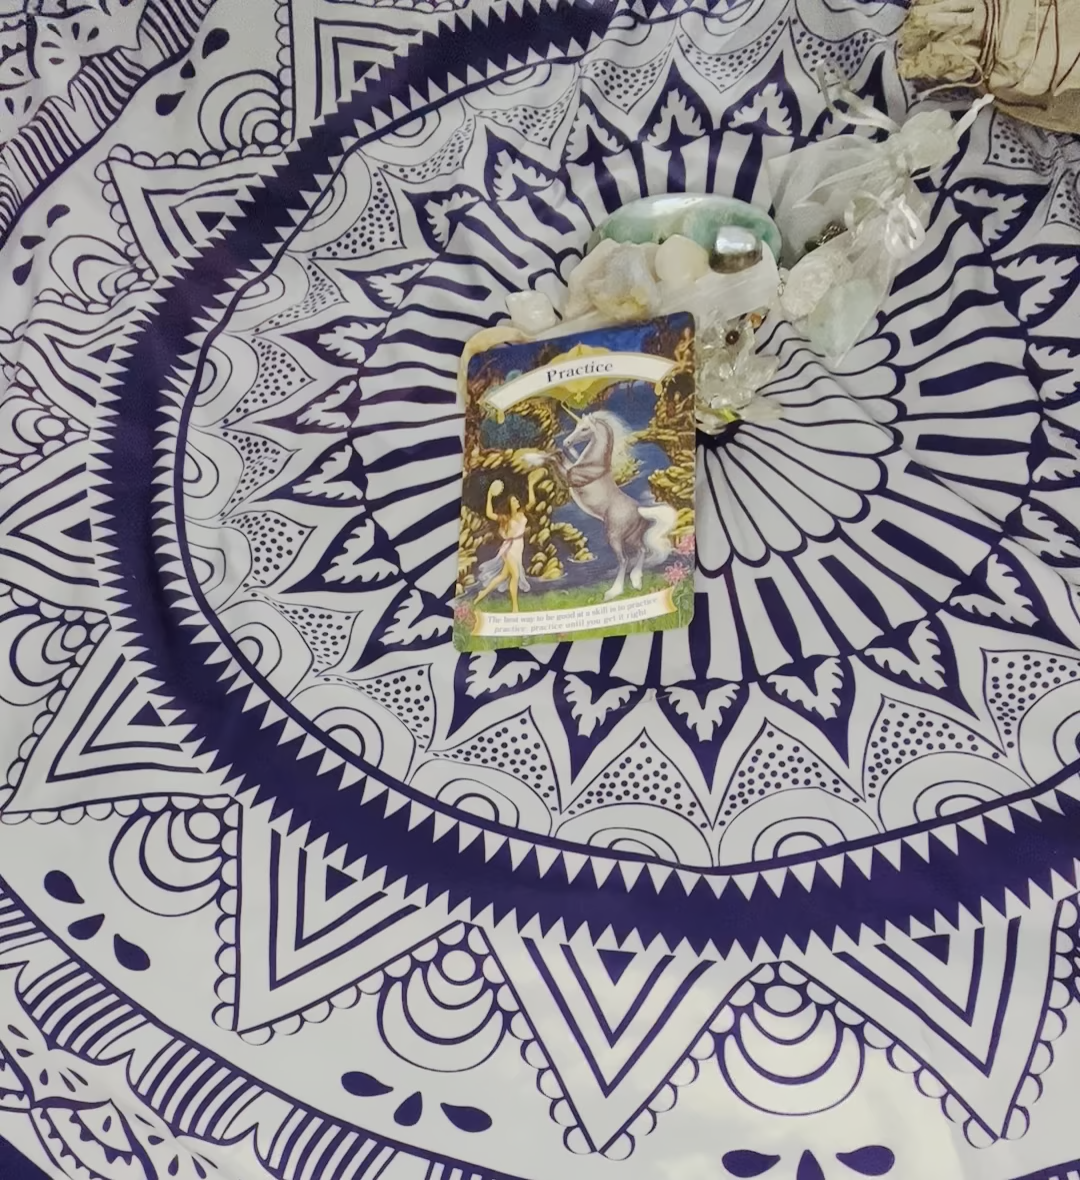 Practice
The best way to be good at a skill is to practice
practice, practice until you get it right